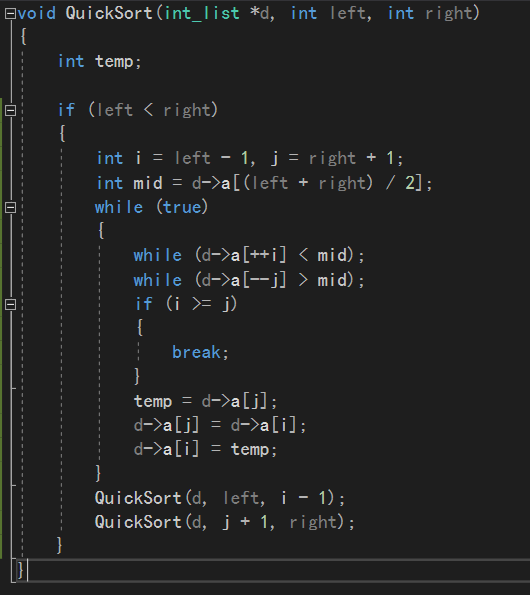 void QuickSort(int_list *d, int left, int right)
{
int temp;
if (left < right)
{
int i = left - 1, j = right + 1;
int mid = d->a[(left + right) / 2];
while (true)
{
while (d->a[++i] < mid);
while (d->a[--j] > mid);
if (i >= j)
{
break;
}
temp = d->a[j];
d->a[j] = d->a[i];
d->a[i] = temp;
}
QuickSort(d, left, i - 1);
QuickSort(d, j + 1, right);
}
}